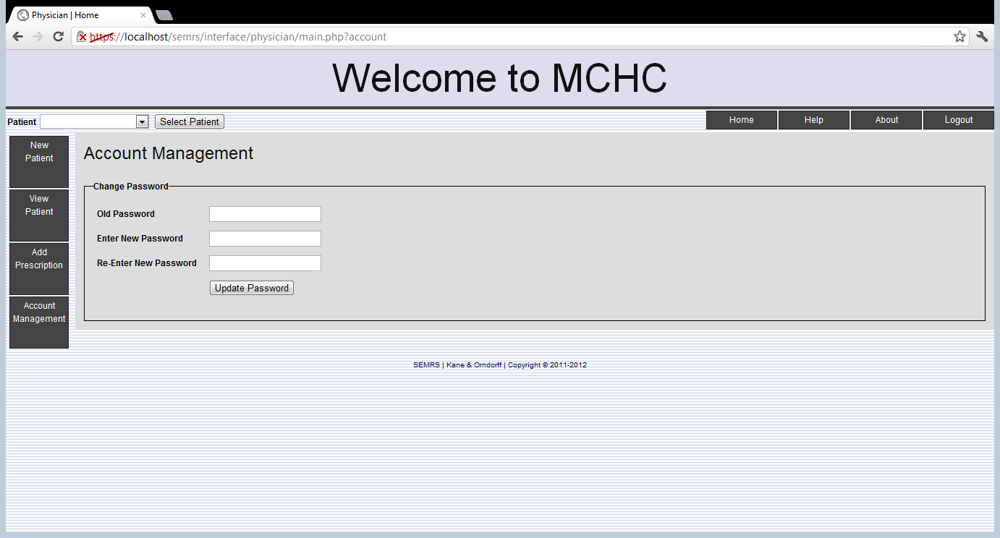 Physician | Home
https://localhost/semrs/interface/physician/main.php?account
Welcome to MCHC
Patient Select Patient Home Help About Logout
New
Patient
View
Patient
Add
Prescription
Account
Management
Account Management
Change Password
Old Password
Enter New Password
Re-Enter New Password
Update Password
SEMRS | Kane & Orndorff | Copyright © 2011-2012